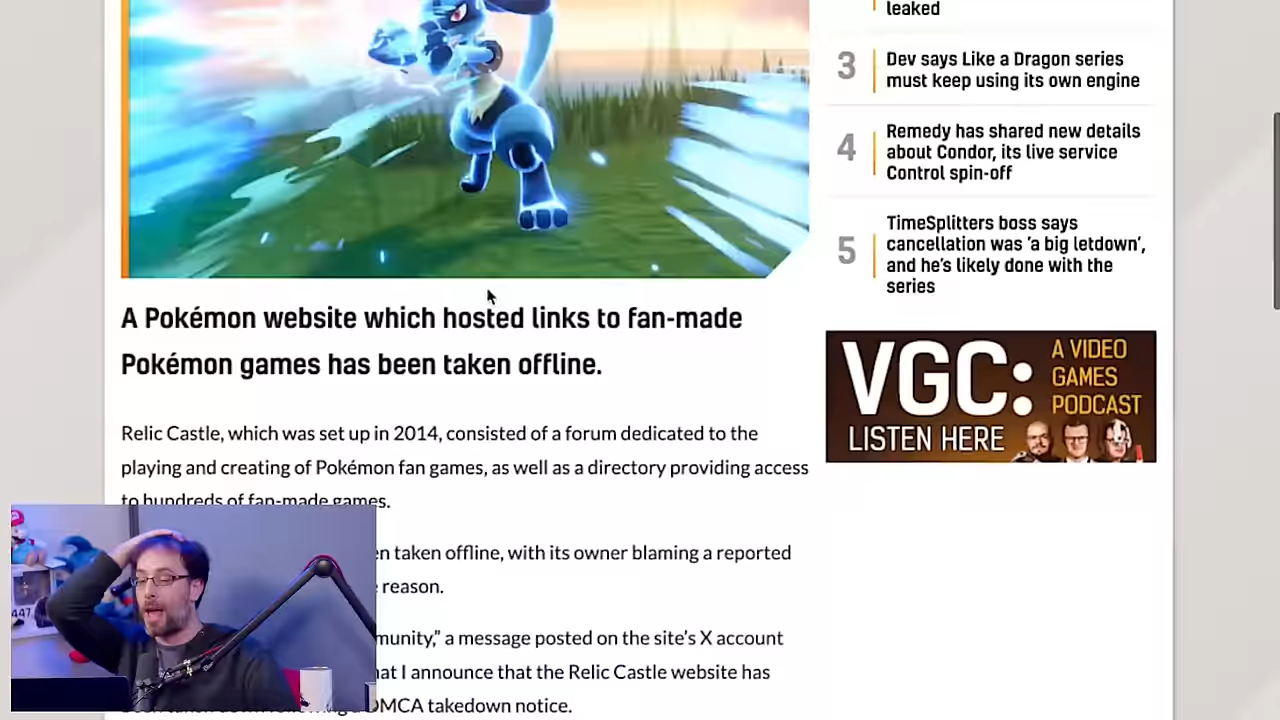 leaked
3 Dev says Like a Dragon series
must keep using its own engine
4 Remedy has shared new details
about Condor, its live service
Control spin-off
5 TimeSplitters boss says
cancellation was 'a big letdown',
and he's likely done with the
series
VGC: A VIDEO
GAMES
PODCAST
LISTEN HERE
A Pokémon website which hosted links to fan-made
Pokémon games has been taken offline.
Relic Castle, which was set up in 2014, consisted of a forum dedicated to the
playing and creating of Pokémon fan games, as well as a directory providing access
to hundreds of fan-made games.
en taken offline, with its owner blaming a reported
reason.
munity,” a message posted on the site’s X account
at I announce that the Relic Castle website has
DMCA takedown notice.
447